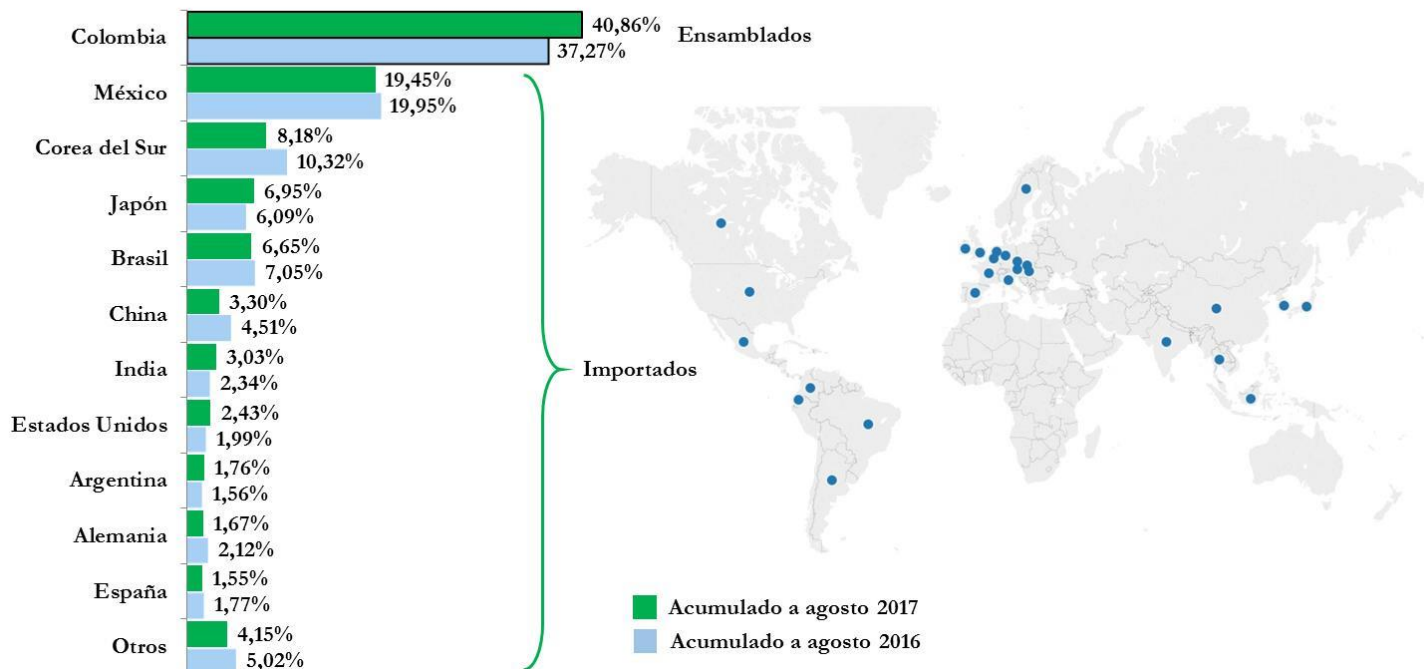 Colombia
40,86%
37,27%
Ensamblados
México
19,45%
19,95%
Corea del Sur
8,18%
10,32%
Japón
6,95%
6,09%
Brasil
6,65%
7,05%
China
3,30%
4,51%
India
3,03%
2,34%
Importados
Estados Unidos
2,43%
1,99%
Argentina
1,76%
1,56%
Alemania
1,67%
2,12%
España
1,55%
1,77%
Otros
4,15%
5,02%
Acumulado a agosto 2017
Acumulado a agosto 2016